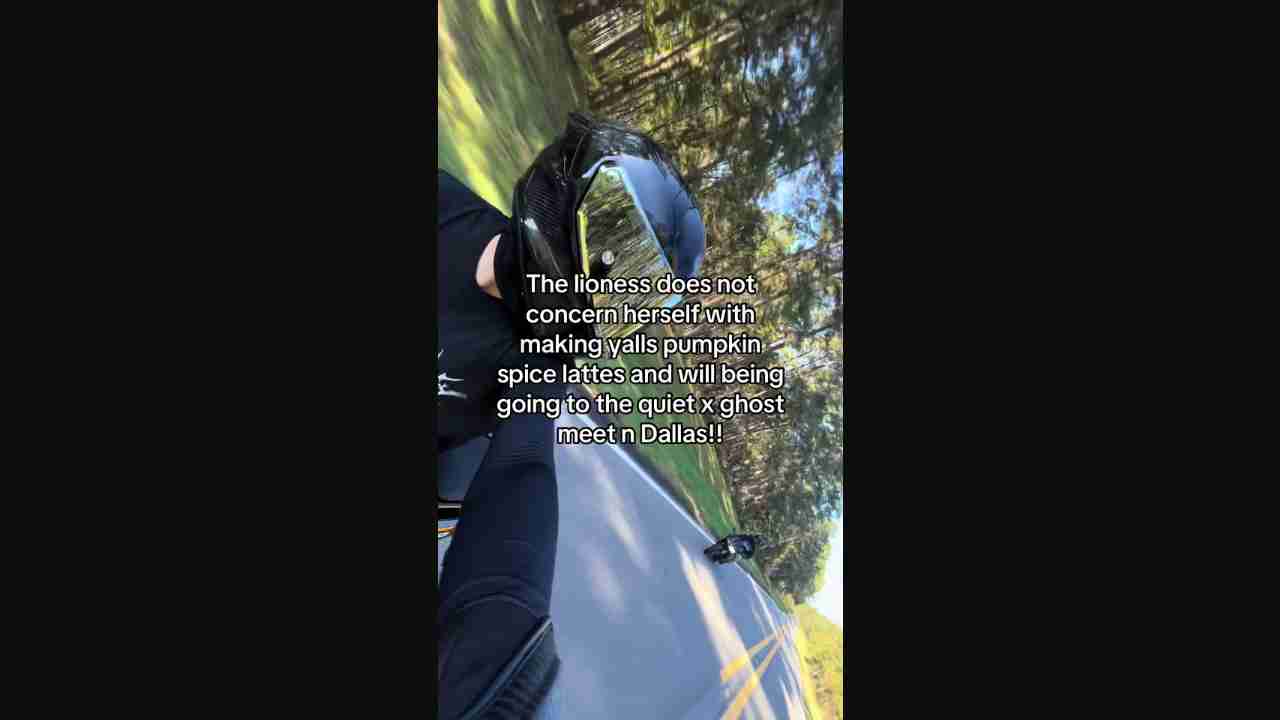 The lioness does not
concern herself with
making yalls pumpkin
spice lattes and will being
going to the quiet x ghost
meet n Dallas!!